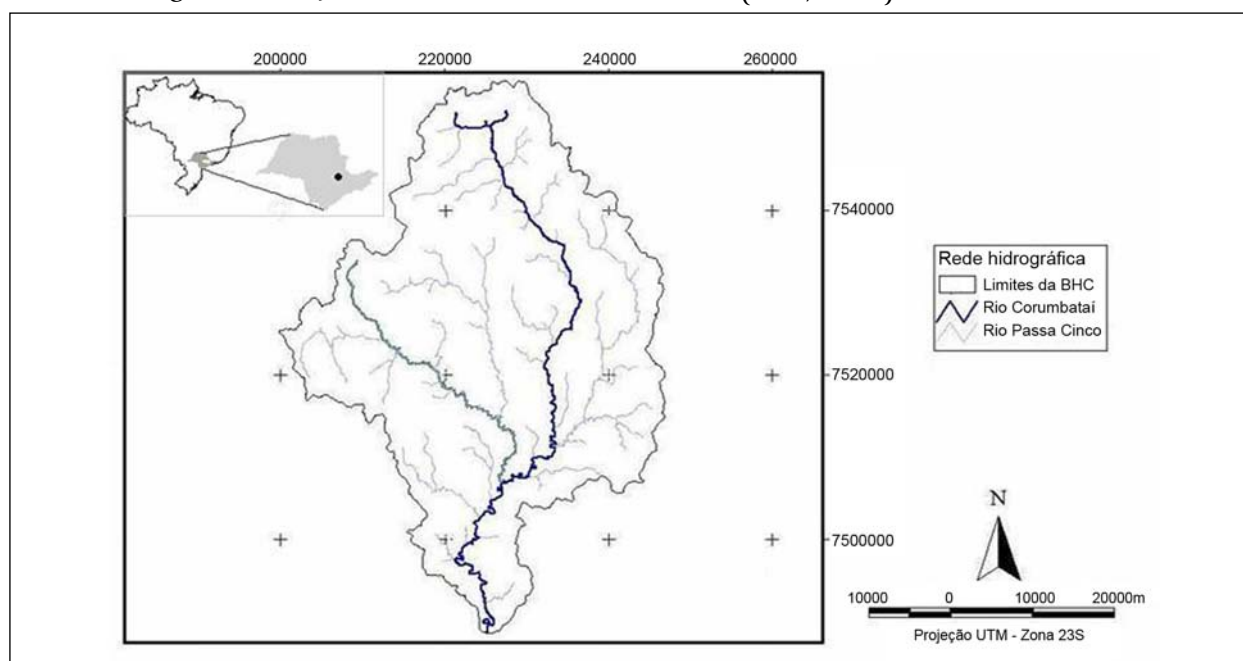 200000 220000 240000 260000
7540000
7520000
7500000
Rede hidrográfica
Limites da BHC
Rio Corumbataí
Rio Passa Cinco
N
10000 0 10000 20000m
Projeção UTM - Zona 23S